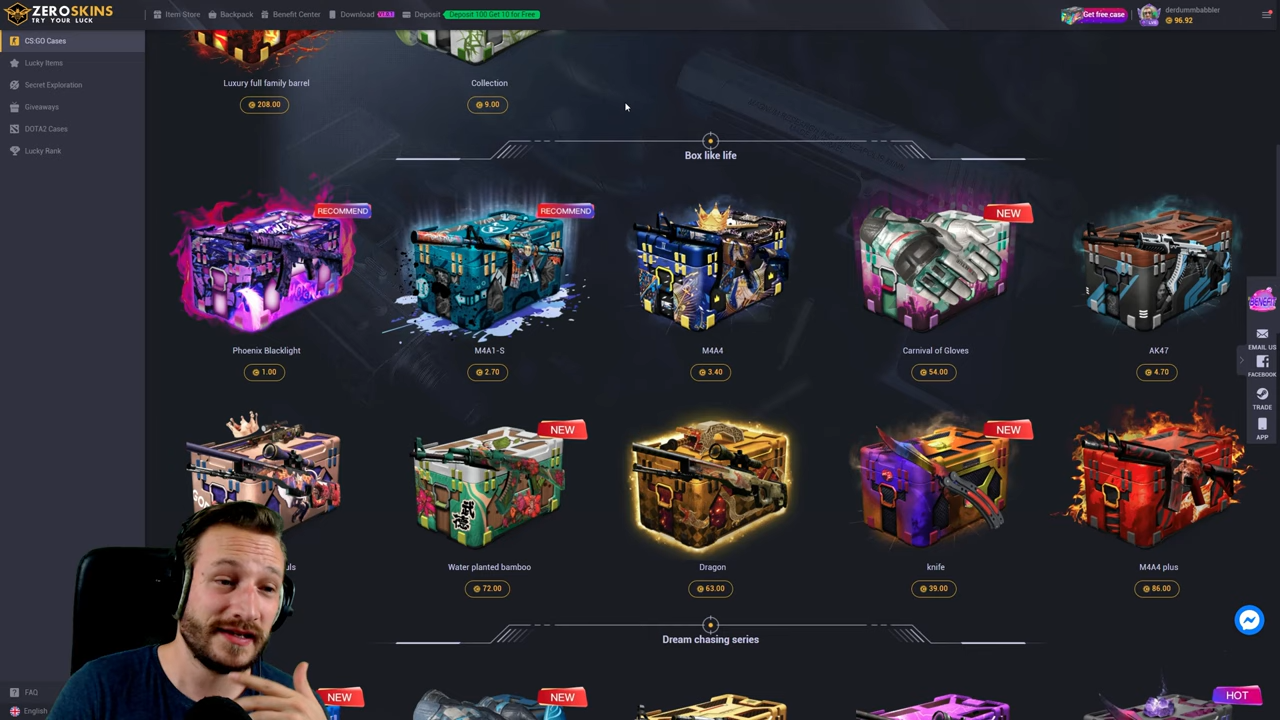 ZEROSKINS
TRY YOUR LUCK
Item Store
Backpack
Benefit Center
Download
Deposit
Deposit 100 Get 10 for Free
Get free case
derdummbabbler
96.92
CS:GO Cases
Lucky Items
Secret Exploration
Giveaways
DOTA2 Cases
Lucky Rank
Luxury full family barrel
Collection
208.00
9.00
Box like life
RECOMMEND
RECOMMEND
NEW
Phoenix Blacklight
M4A1-S
M4A4
Carnival of Gloves
AK47
1.00
2.70
3.40
54.00
4.70
BENEFIT
EMAIL US
FACEBOOK
TRADE
APP
NEW
NEW
武德
Water planted bamboo
Dragon
knife
M4A4 plus
72.00
63.00
39.00
86.00
Dream chasing series
NEW
NEW
HOT
FAQ
English